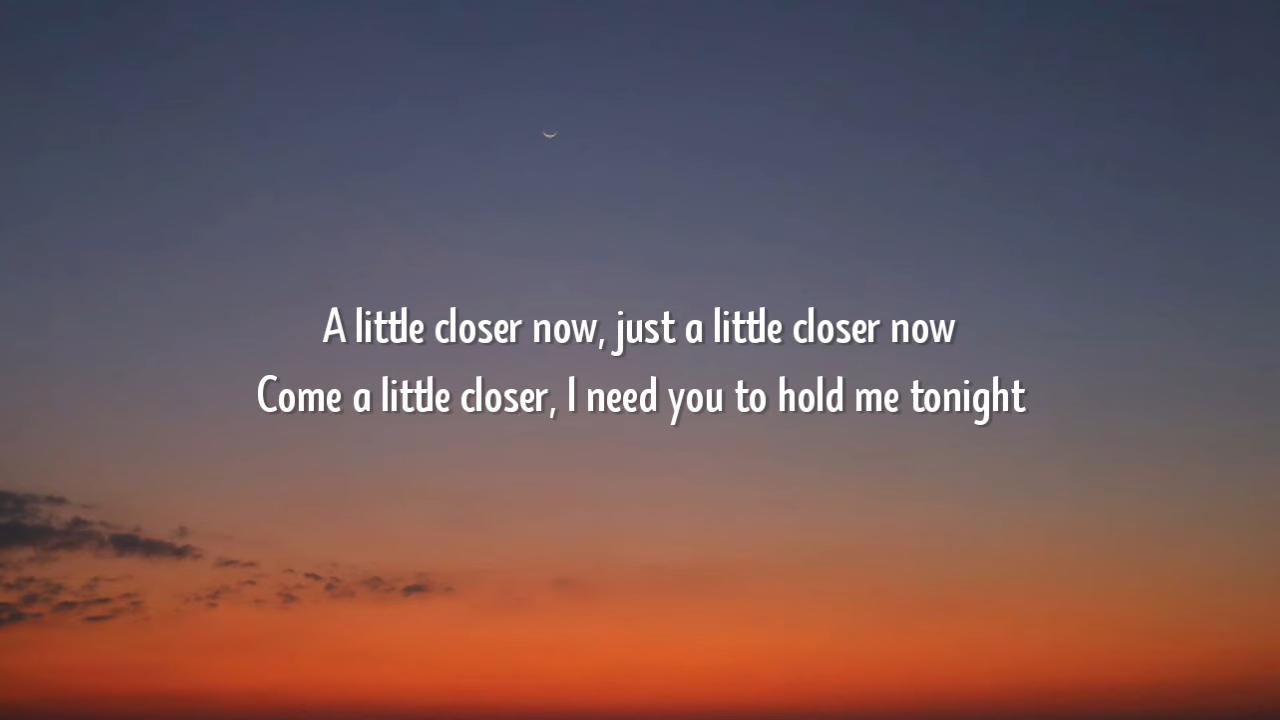 A little closer now, just a little closer now
Come a little closer, I need you to hold me tonight